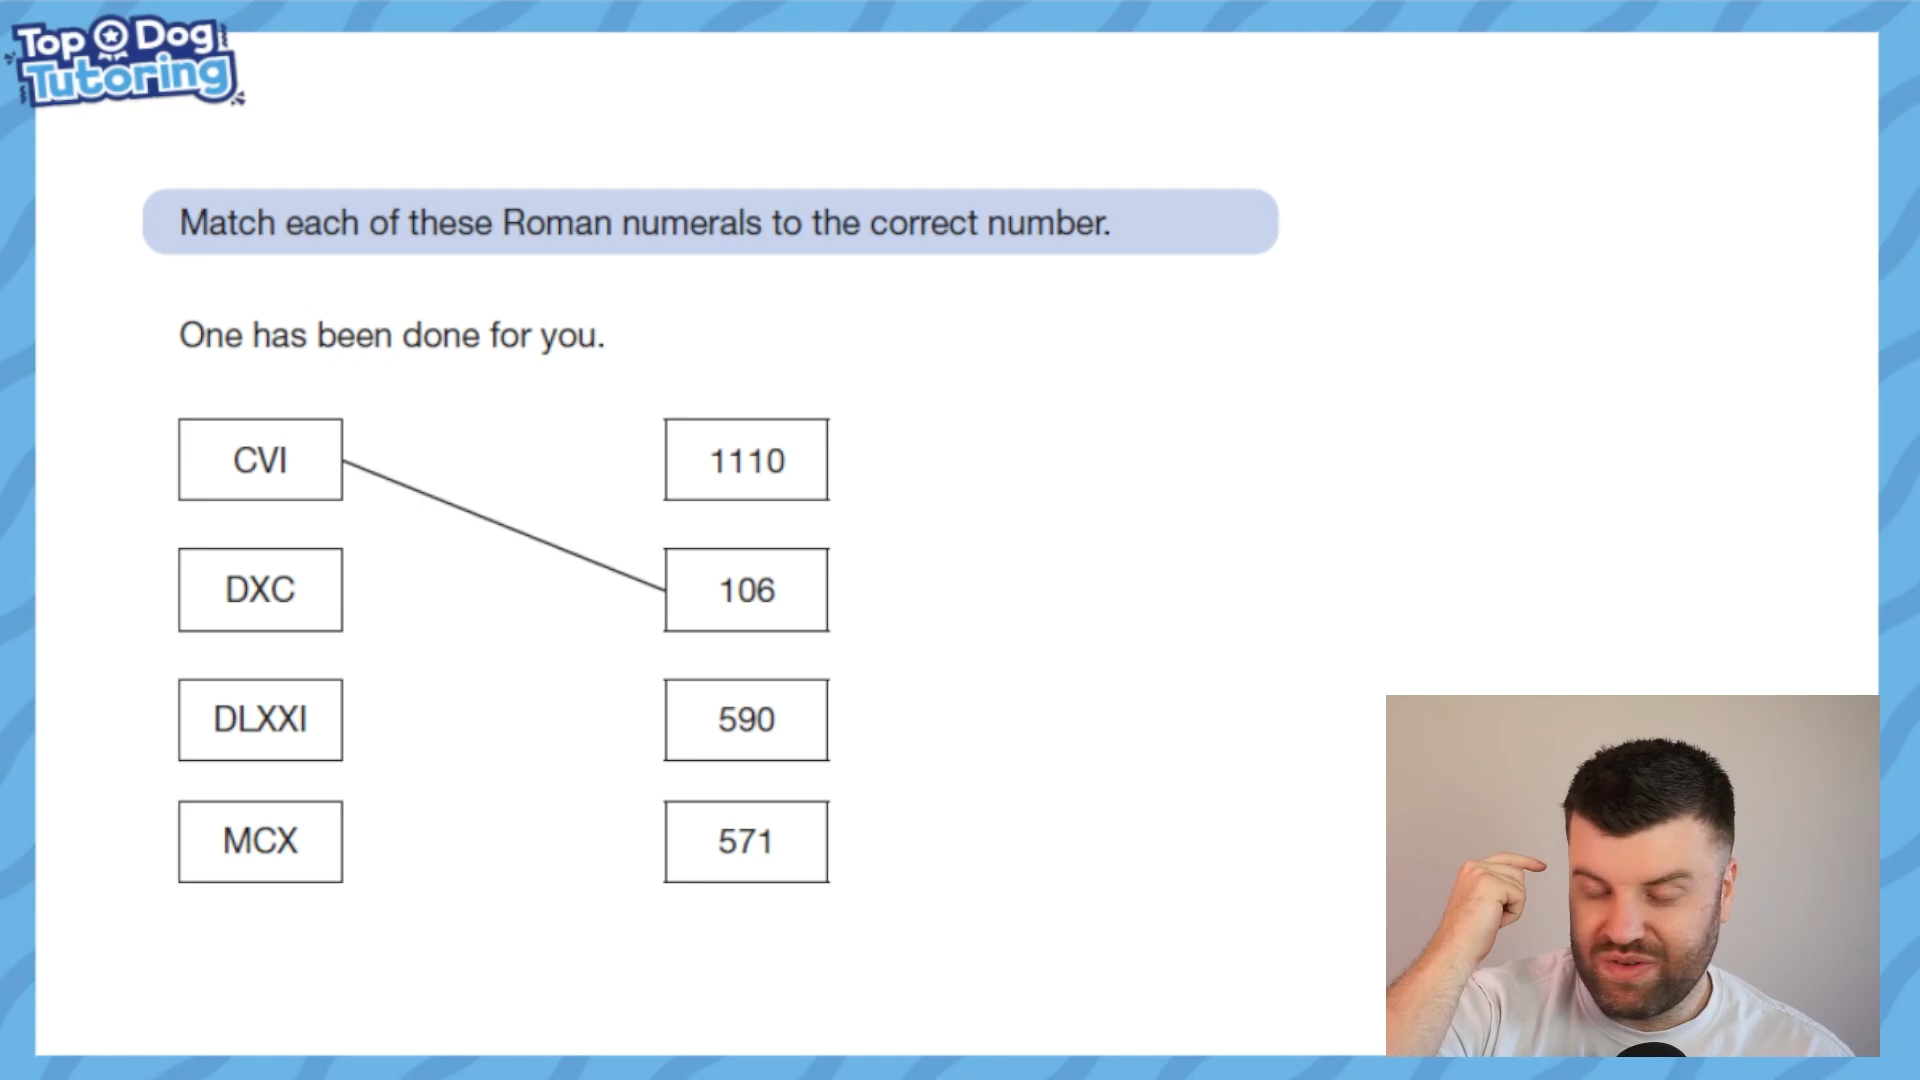 Top Dog
Tutoring
Match each of these Roman numerals to the correct number.
One has been done for you.
CVI
1110
DXC
106
DLXXI
590
MCX
571